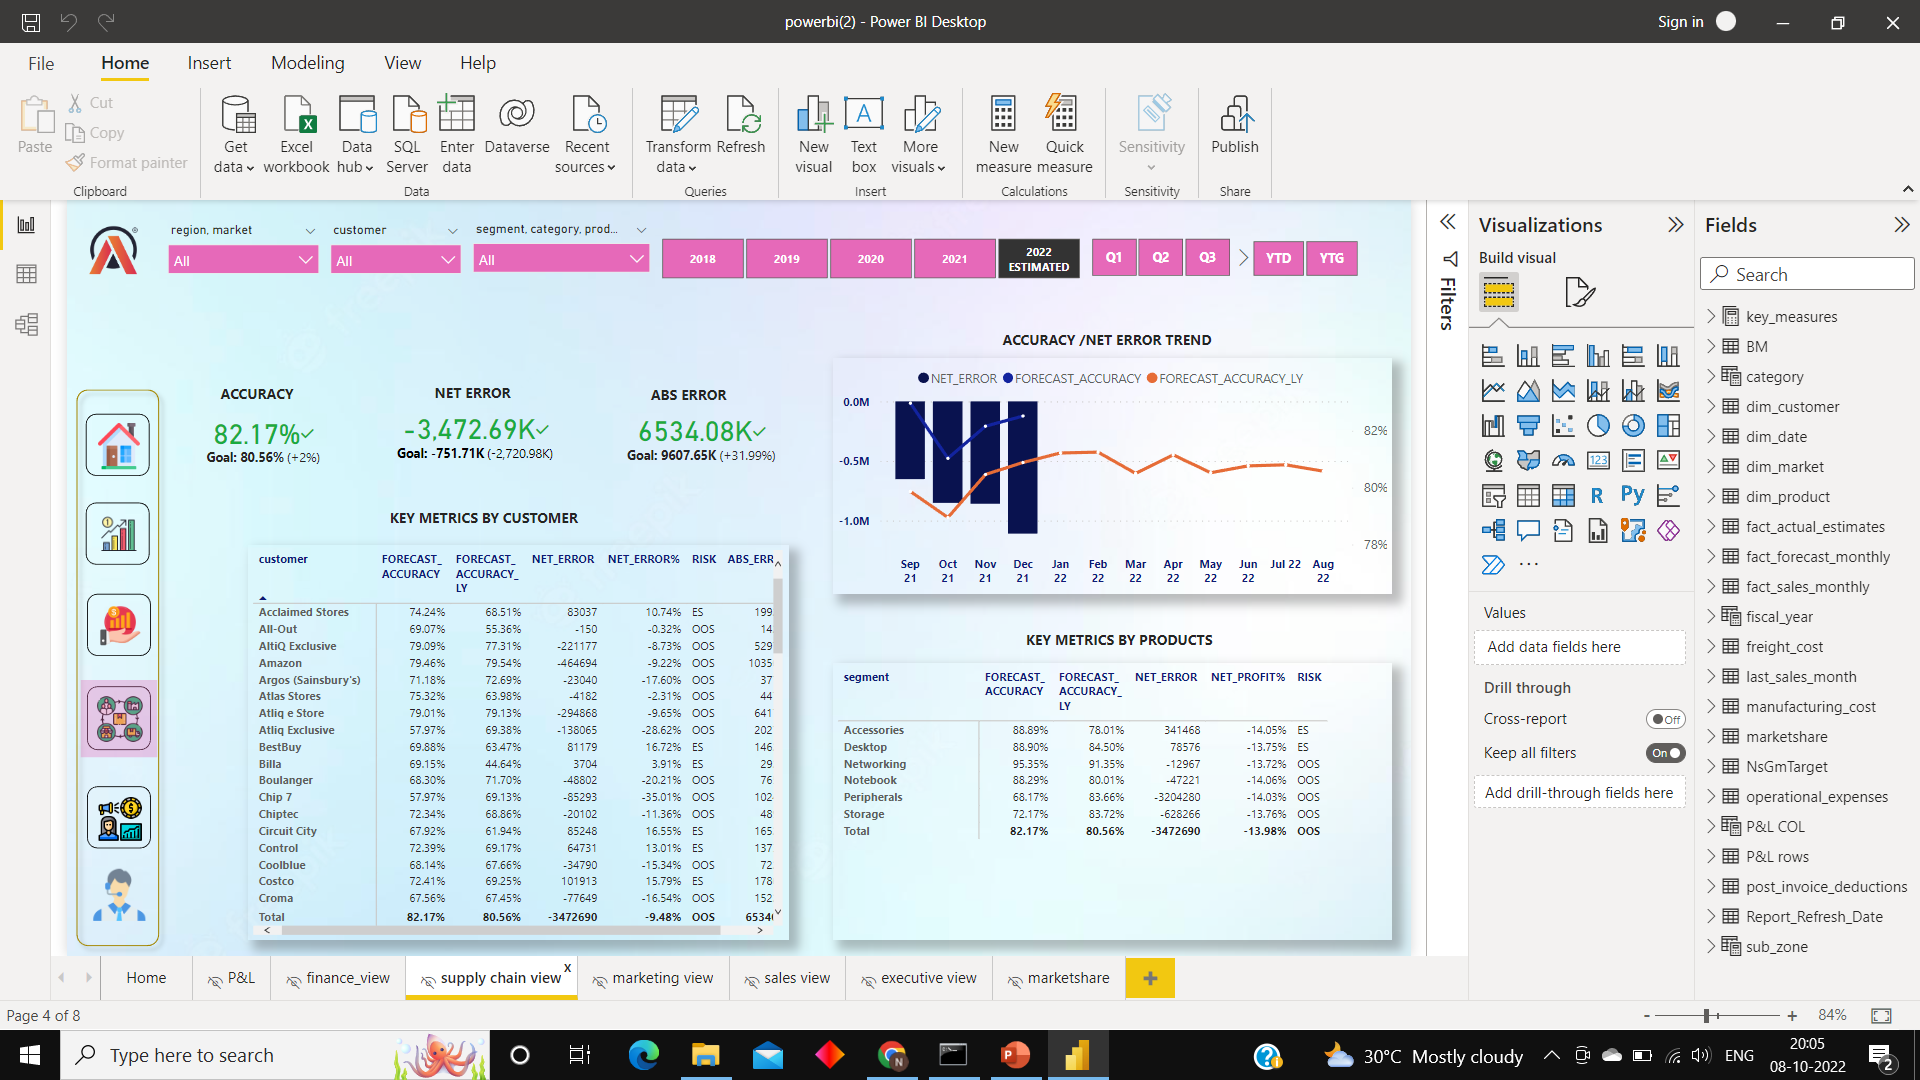 powerbi(2) - Power BI Desktop
Sign in
File Home Insert Modeling View Help
Paste
Cut
Copy
Format painter
Clipboard
Get data
Excel workbook
Data hub
SQL Server
Enter data
Dataverse
Recent sources
Data
Transform data
Refresh
Queries
New visual
Text box
More visuals
Insert
New measure
Quick measure
Calculations
Sensitivity
Sensitivity
Publish
Share
region, market
All
customer
All
segment, category, prod...
All
2018 2019 2020 2021 2022 ESTIMATED Q1 Q2 Q3 YTD YTG
ACCURACY
82.17%
Goal: 80.56% (+2%)
NET ERROR
-3,472.69K
Goal: -751.71K (-2,720.98K)
ABS ERROR
6534.08K
Goal: 9607.65K (+31.99%)
ACCURACY /NET ERROR TREND
NET_ERROR FORECAST_ACCURACY FORECAST_ACCURACY_LY
0.0M
-0.5M
-1.0M
82%
80%
78%
Sep 21 Oct 21 Nov 21 Dec 21 Jan 22 Feb 22 Mar 22 Apr 22 May 22 Jun 22 Jul 22 Aug 22
KEY METRICS BY CUSTOMER
customer FORECAST_ACCURACY FORECAST_ACCURACY_LY NET_ERROR NET_ERROR% RISK ABS_ERR
Acclaimed Stores 74.24% 68.51% 83037 10.74% ES 199
All-Out 69.07% 55.36% -150 -0.32% OOS 14
AltiQ Exclusive 79.09% 77.31% -221177 -8.73% OOS 529
Amazon 79.46% 79.54% -464694 -9.22% OOS 1035
Argos (Sainsbury's) 71.18% 72.69% -23040 -17.60% OOS 37
Atlas Stores 75.32% 63.98% -4182 -2.31% OOS 44
Atliq e Store 79.01% 79.13% -294868 -9.65% OOS 641
Atliq Exclusive 57.97% 69.38% -138065 -28.62% OOS 202
BestBuy 69.88% 63.47% 81179 16.72% ES 146
Billa 69.15% 44.64% 3704 3.91% ES 29
Boulanger 68.30% 71.70% -48802 -20.21% OOS 76
Chip 7 57.97% 69.13% -85293 -35.01% OOS 102
Chiptec 72.34% 68.86% -20102 -11.36% OOS 48
Circuit City 67.92% 61.94% 85248 16.55% ES 165
Control 72.39% 69.17% 64731 13.01% ES 137
Coolblue 68.14% 67.66% -34790 -15.34% OOS 72
Costco 72.41% 69.25% 101913 15.79% ES 178
Croma 67.56% 67.45% -77649 -16.54% OOS 152
Total 82.17% 80.56% -3472690 -9.48% OOS 6534
KEY METRICS BY PRODUCTS
segment FORECAST_ACCURACY FORECAST_ACCURACY_LY NET_ERROR NET_PROFIT% RISK
Accessories 88.89% 78.01% 341468 -14.05% ES
Desktop 88.90% 84.50% 78576 -13.75% ES
Networking 95.35% 91.35% -12967 -13.72% OOS
Notebook 88.29% 80.01% -47221 -14.06% OOS
Peripherals 68.17% 83.66% -3204280 -14.03% OOS
Storage 72.17% 83.72% -628266 -13.76% OOS
Total 82.17% 80.56% -3472690 -13.98% OOS
Filters
Visualizations
Build visual
Values
Add data fields here
Drill through
Cross-report Off
Keep all filters On
Add drill-through fields here
Fields
Search
key_measures
BM
category
dim_customer
dim_date
dim_market
dim_product
fact_actual_estimates
fact_forecast_monthly
fact_sales_monthly
fiscal_year
freight_cost
last_sales_month
manufacturing_cost
marketshare
NsGmTarget
operational_expenses
P&L COL
P&L rows
post_invoice_deductions
Report_Refresh_Date
sub_zone
Home P&L finance_view supply chain view x marketing view sales view executive view marketshare +
Page 4 of 8
- + 84%
Type here to search
30°C Mostly cloudy
ENG
20:05
08-10-2022
2